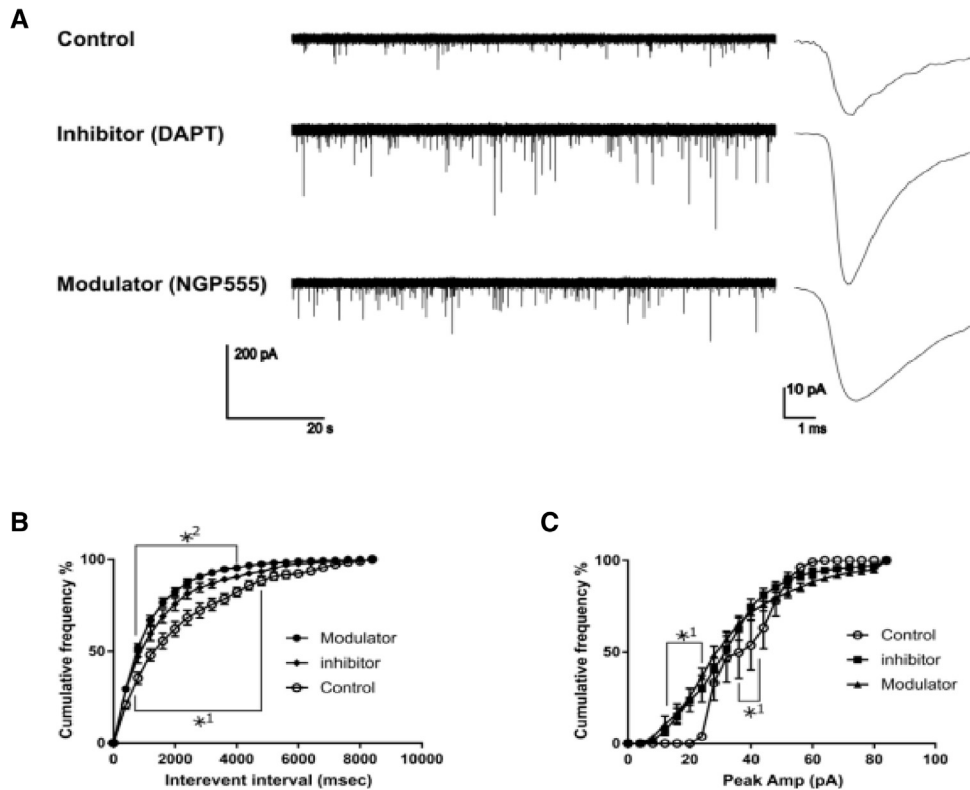 A
Control
Inhibitor (DAPT)
Modulator (NGP555)
200 pA
20 s
10 pA
1 ms
B
Cumulative frequency %
100
50
0
*2
*1
Modulator
inhibitor
Control
0 2000 4000 6000 8000 10000
Interevent interval (msec)
C
Cumulative frequency %
100
50
0
*1
*1
Control
inhibitor
Modulator
0 20 40 60 80 100
Peak Amp (pA)